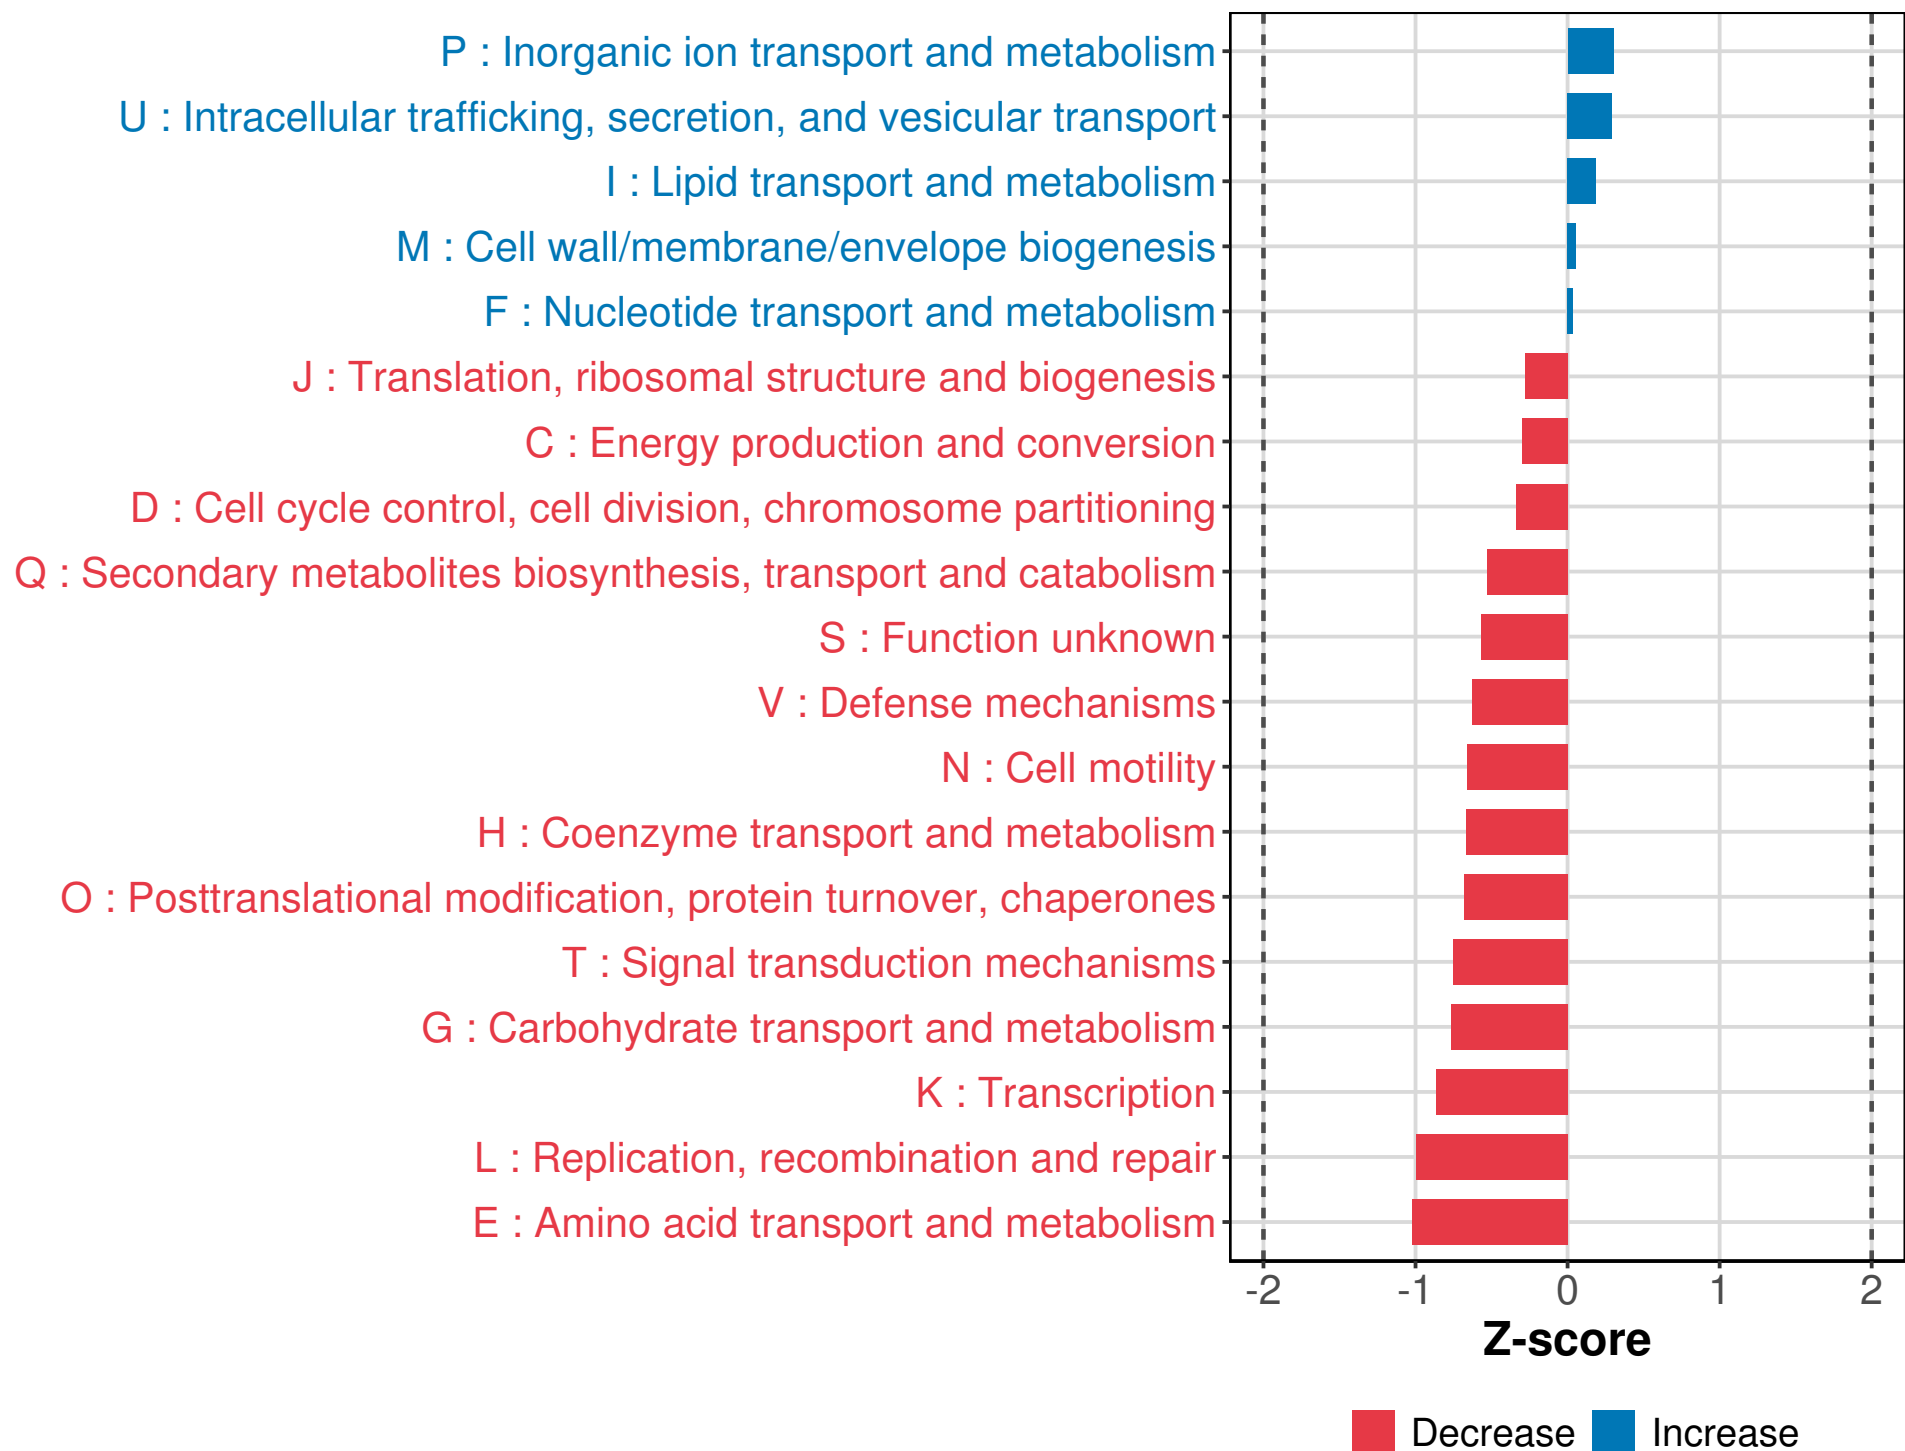 P : Inorganic ion transport and metabolism
U : Intracellular trafficking, secretion, and vesicular transport
I : Lipid transport and metabolism
M : Cell wall/membrane/envelope biogenesis
F : Nucleotide transport and metabolism
J : Translation, ribosomal structure and biogenesis
C : Energy production and conversion
D : Cell cycle control, cell division, chromosome partitioning
Q : Secondary metabolites biosynthesis, transport and catabolism
S : Function unknown
V : Defense mechanisms
N : Cell motility
H : Coenzyme transport and metabolism
O : Posttranslational modification, protein turnover, chaperones
T : Signal transduction mechanisms
G : Carbohydrate transport and metabolism
K : Transcription
L : Replication, recombination and repair
E : Amino acid transport and metabolism
-2 -1 0 1 2
Z-score
Decrease Increase